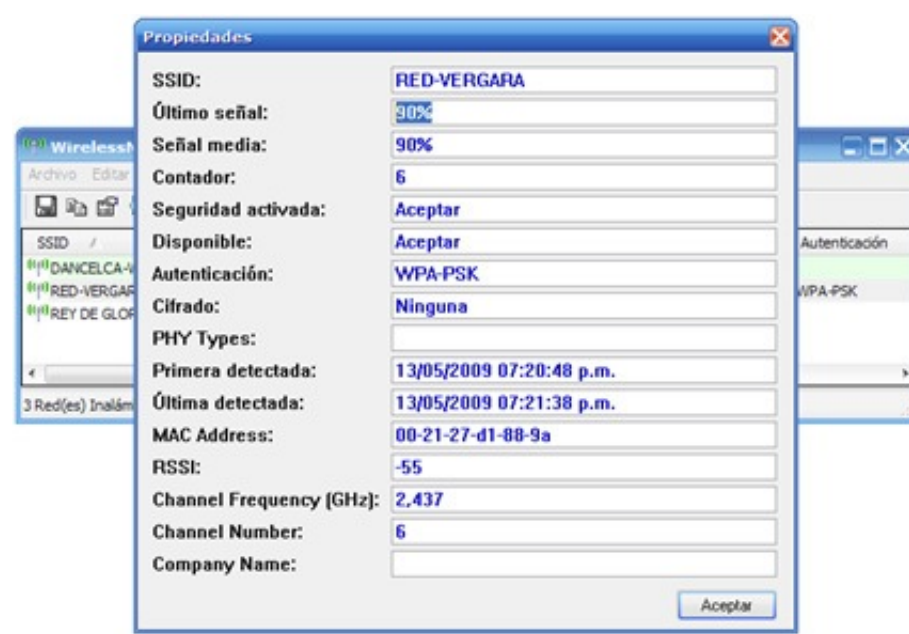 Propiedades
SSID: RED-VERGARA
Último señal: 90%
Señal media: 90%
Contador: 6
Seguridad activada: Aceptar
Disponible: Aceptar
Autenticación: WPA-PSK
Cifrado: Ninguna
PHY Types:
Primera detectada: 13/05/2009 07:20:48 p.m.
Última detectada: 13/05/2009 07:21:38 p.m.
MAC Address: 00-21-27-d1-88-9a
RSSI: -55
Channel Frequency (GHz): 2,437
Channel Number: 6
Company Name:
Aceptar
WirelessN
Archivo Editar
SSID / Autenticación
DANCELCA-V
RED-VERGAR WPA-PSK
REY DE GLOR
3 Red(es) Inalám